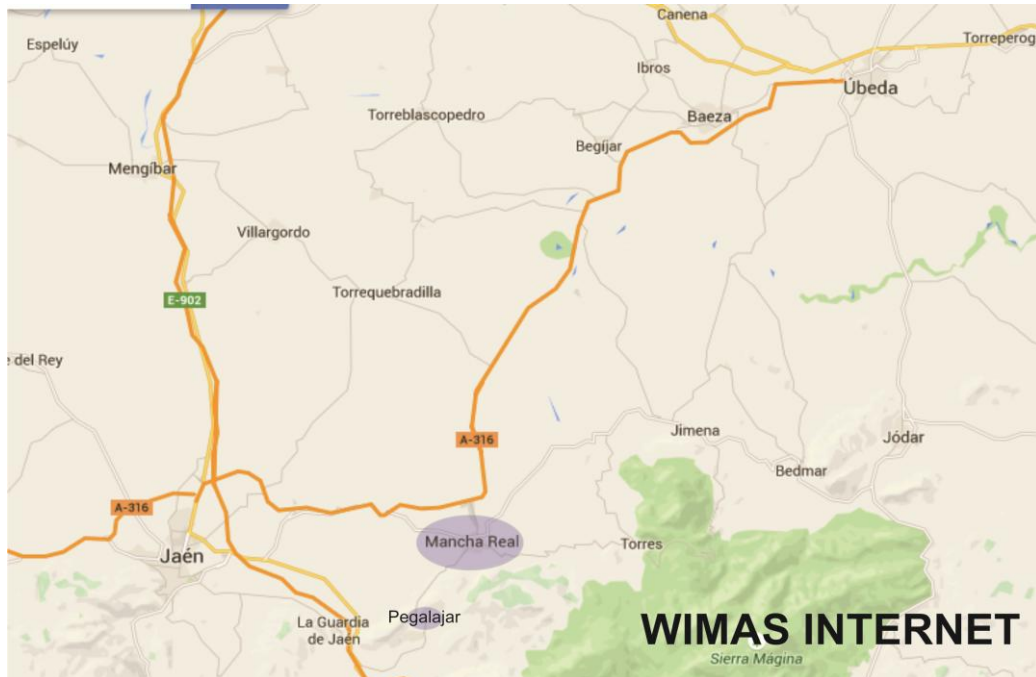 Canena
Torreperog
Espelúy
Ibros
Úbeda
Torreblascopedro
Baeza
Begíjar
Mengíbar
Villargordo
Torrequebradilla
E-902
e del Rey
Jimena
A-316
Jódar
Bedmar
A-316
Mancha Real
Torres
Jaén
La Guardia
de Jaén
Pegalajar
WIMAS INTERNET
Sierra Mágina